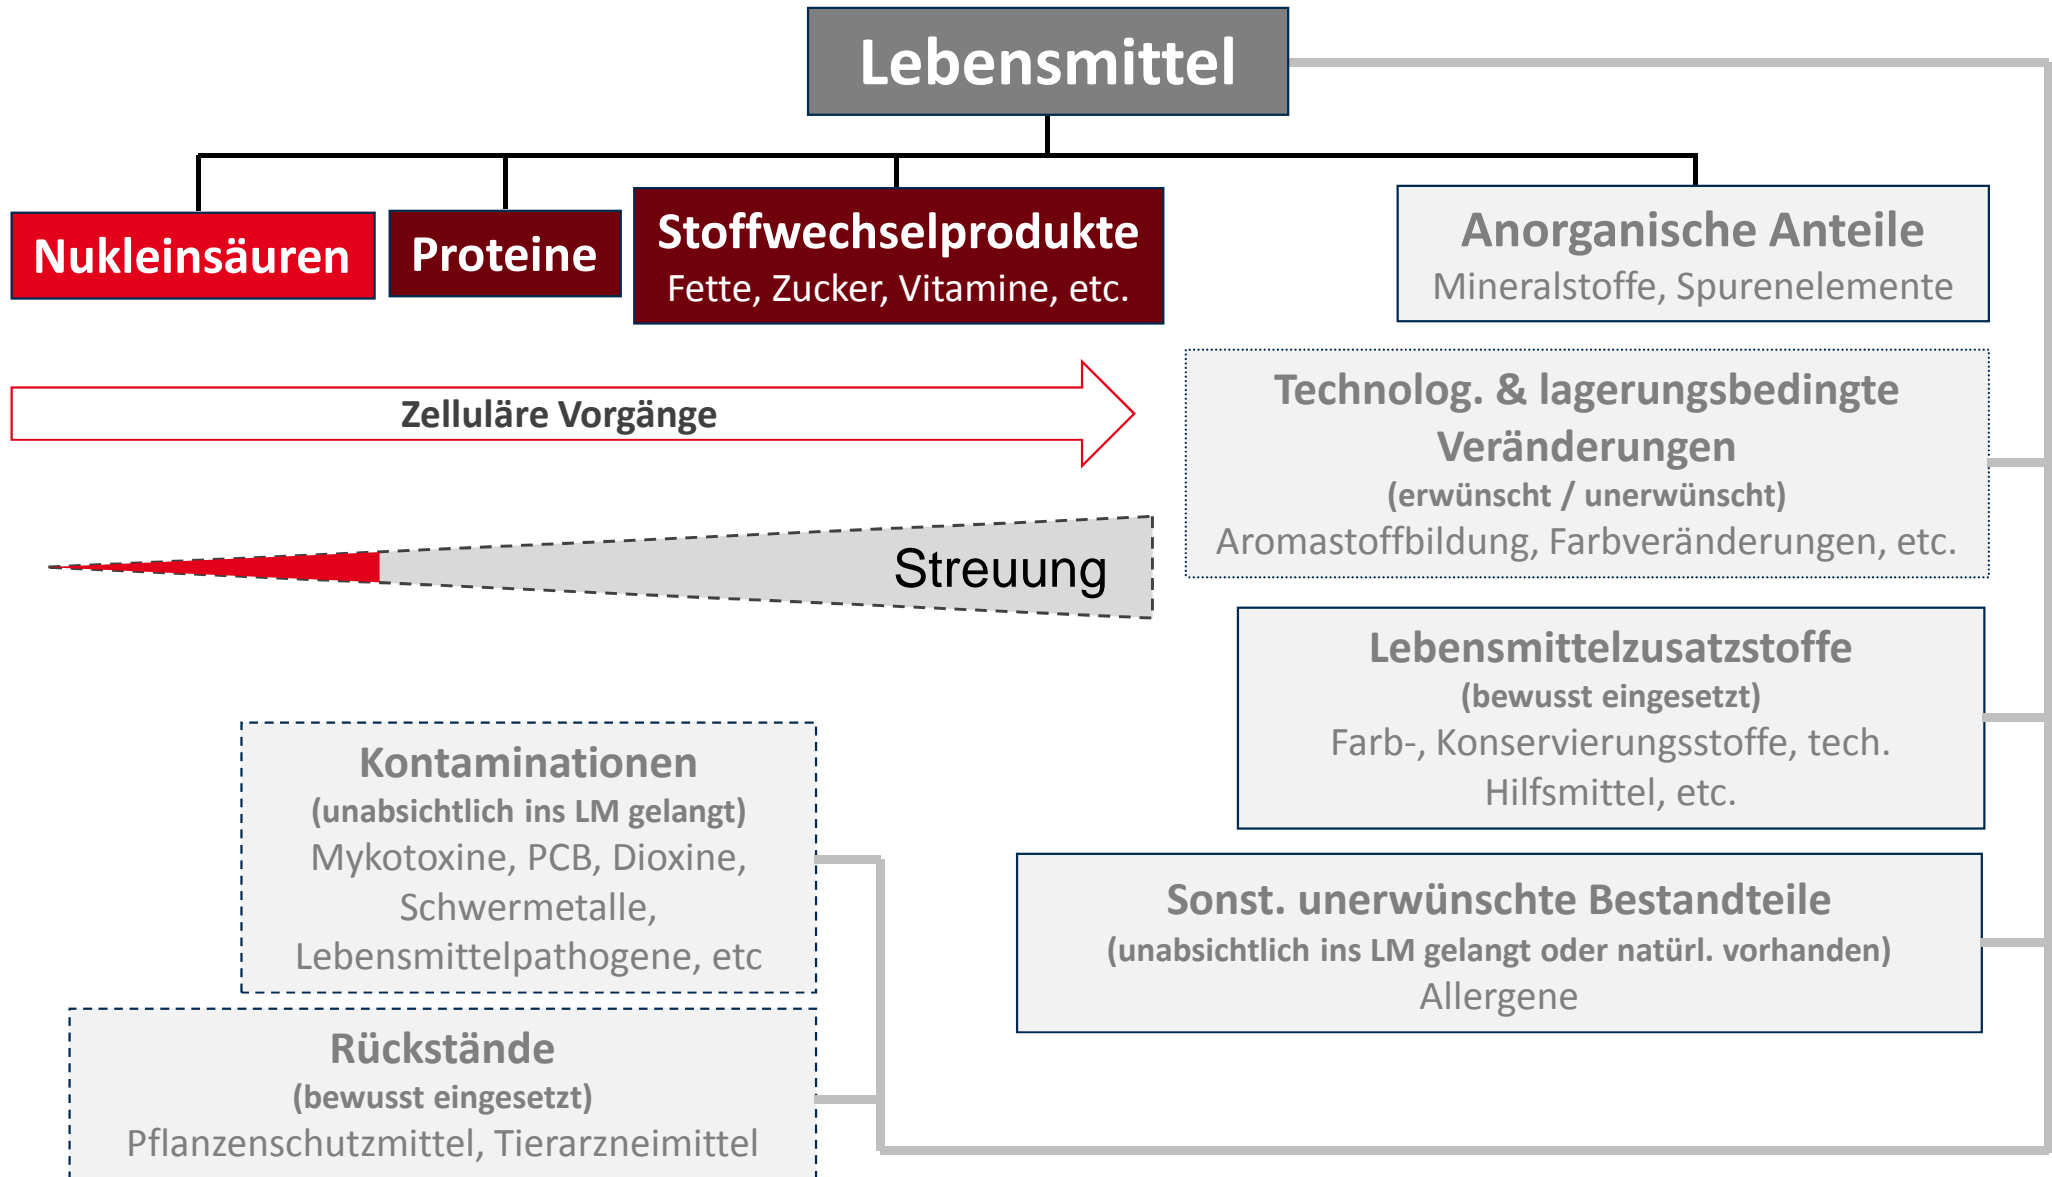 Lebensmittel
Nukleinsäuren
Proteine
Stoffwechselprodukte
Fette, Zucker, Vitamine, etc.
Anorganische Anteile
Mineralstoffe, Spurenelemente
Zelluläre Vorgänge
Technolog. & lagerungsbedingte
Veränderungen
(erwünscht / unerwünscht)
Aromastoffbildung, Farbveränderungen, etc.
Streuung
Lebensmittelzusatzstoffe
(bewusst eingesetzt)
Farb-, Konservierungsstoffe, tech.
Hilfsmittel, etc.
Kontaminationen
(unabsichtlich ins LM gelangt)
Mykotoxine, PCB, Dioxine,
Schwermetalle,
Lebensmittelpathogene, etc
Sonst. unerwünschte Bestandteile
(unabsichtlich ins LM gelangt oder natürl. vorhanden)
Allergene
Rückstände
(bewusst eingesetzt)
Pflanzenschutzmittel, Tierarzneimittel